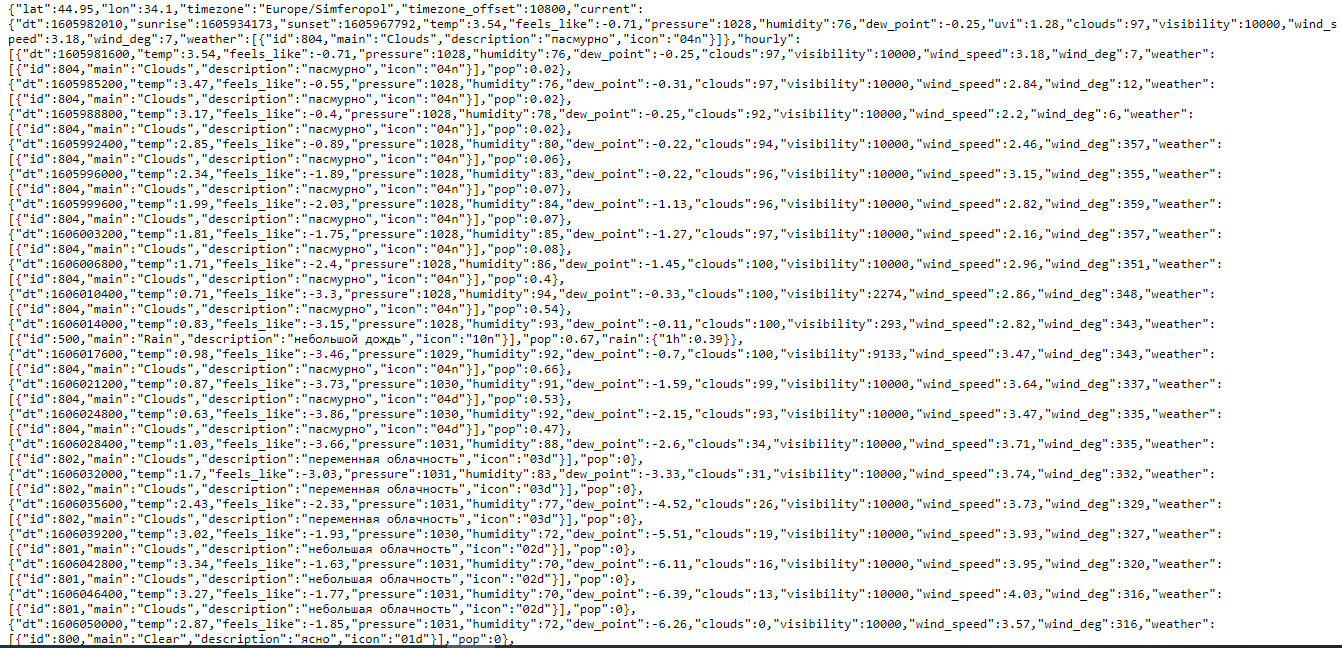 {"lat":44.95,"lon":34.1,"timezone":"Europe/Simferopol","timezone_offset":10800,"current":
{"dt":1605982010,"sunrise":1605934173,"sunset":1605967792,"temp":3.54,"feels_like":-0.71,"pressure":1028,"humidity":76,"dew_point":-0.25,"uvi":1.28,"clouds":97,"visibility":10000,"wind_s
peed":3.18,"wind_deg":7,"weather":[{"id":804,"main":"Clouds","description":"пасмурно","icon":"04n"}]},"hourly":
[{"dt":1605981600,"temp":3.54,"feels_like":-0.71,"pressure":1028,"humidity":76,"dew_point":-0.25,"clouds":97,"visibility":10000,"wind_speed":3.18,"wind_deg":7,"weather":
[{"id":804,"main":"Clouds","description":"пасмурно","icon":"04n"}],"pop":0.02},
{"dt":1605985200,"temp":3.47,"feels_like":-0.55,"pressure":1028,"humidity":76,"dew_point":-0.31,"clouds":97,"visibility":10000,"wind_speed":2.84,"wind_deg":12,"weather":
[{"id":804,"main":"Clouds","description":"пасмурно","icon":"04n"}],"pop":0.02},
{"dt":1605988800,"temp":3.17,"feels_like":-0.4,"pressure":1028,"humidity":78,"dew_point":-0.25,"clouds":92,"visibility":10000,"wind_speed":2.2,"wind_deg":6,"weather":
[{"id":804,"main":"Clouds","description":"пасмурно","icon":"04n"}],"pop":0.02},
{"dt":1605992400,"temp":2.85,"feels_like":-0.89,"pressure":1028,"humidity":80,"dew_point":-0.22,"clouds":94,"visibility":10000,"wind_speed":2.46,"wind_deg":357,"weather":
[{"id":804,"main":"Clouds","description":"пасмурно","icon":"04n"}],"pop":0.06},
{"dt":1605996000,"temp":2.34,"feels_like":-1.89,"pressure":1028,"humidity":83,"dew_point":-0.22,"clouds":96,"visibility":10000,"wind_speed":3.15,"wind_deg":355,"weather":
[{"id":804,"main":"Clouds","description":"пасмурно","icon":"04n"}],"pop":0.07},
{"dt":1605999600,"temp":1.99,"feels_like":-2.03,"pressure":1028,"humidity":84,"dew_point":-1.13,"clouds":96,"visibility":10000,"wind_speed":2.82,"wind_deg":359,"weather":
[{"id":804,"main":"Clouds","description":"пасмурно","icon":"04n"}],"pop":0.07},
{"dt":1606003200,"temp":1.81,"feels_like":-1.75,"pressure":1028,"humidity":85,"dew_point":-1.27,"clouds":97,"visibility":10000,"wind_speed":2.16,"wind_deg":357,"weather":
[{"id":804,"main":"Clouds","description":"пасмурно","icon":"04n"}],"pop":0.08},
{"dt":1606006800,"temp":1.71,"feels_like":-2.4,"pressure":1028,"humidity":86,"dew_point":-1.45,"clouds":100,"visibility":10000,"wind_speed":2.96,"wind_deg":351,"weather":
[{"id":804,"main":"Clouds","description":"пасмурно","icon":"04n"}],"pop":0.4},
{"dt":1606010400,"temp":0.71,"feels_like":-3.3,"pressure":1028,"humidity":94,"dew_point":-0.33,"clouds":100,"visibility":2274,"wind_speed":2.86,"wind_deg":348,"weather":
[{"id":804,"main":"Clouds","description":"пасмурно","icon":"04n"}],"pop":0.54},
{"dt":1606014000,"temp":0.83,"feels_like":-3.15,"pressure":1028,"humidity":93,"dew_point":-0.11,"clouds":100,"visibility":293,"wind_speed":2.82,"wind_deg":343,"weather":
[{"id":500,"main":"Rain","description":"небольшой дождь","icon":"10n"}],"pop":0.67,"rain":{"1h":0.39}},
{"dt":1606017600,"temp":0.98,"feels_like":-3.46,"pressure":1029,"humidity":92,"dew_point":-0.7,"clouds":100,"visibility":9133,"wind_speed":3.47,"wind_deg":343,"weather":
[{"id":804,"main":"Clouds","description":"пасмурно","icon":"04n"}],"pop":0.66},
{"dt":1606021200,"temp":0.87,"feels_like":-3.73,"pressure":1030,"humidity":91,"dew_point":-1.59,"clouds":99,"visibility":10000,"wind_speed":3.64,"wind_deg":337,"weather":
[{"id":804,"main":"Clouds","description":"пасмурно","icon":"04d"}],"pop":0.53},
{"dt":1606024800,"temp":0.63,"feels_like":-3.86,"pressure":1030,"humidity":92,"dew_point":-2.15,"clouds":93,"visibility":10000,"wind_speed":3.47,"wind_deg":335,"weather":
[{"id":804,"main":"Clouds","description":"пасмурно","icon":"04d"}],"pop":0.47},
{"dt":1606028400,"temp":1.03,"feels_like":-3.66,"pressure":1031,"humidity":88,"dew_point":-2.6,"clouds":34,"visibility":10000,"wind_speed":3.71,"wind_deg":335,"weather":
[{"id":802,"main":"Clouds","description":"переменная облачность","icon":"03d"}],"pop":0},
{"dt":1606032000,"temp":1.7,"feels_like":-3.03,"pressure":1031,"humidity":83,"dew_point":-3.33,"clouds":31,"visibility":10000,"wind_speed":3.74,"wind_deg":332,"weather":
[{"id":802,"main":"Clouds","description":"переменная облачность","icon":"03d"}],"pop":0},
{"dt":1606035600,"temp":2.43,"feels_like":-2.33,"pressure":1031,"humidity":77,"dew_point":-4.52,"clouds":26,"visibility":10000,"wind_speed":3.73,"wind_deg":329,"weather":
[{"id":802,"main":"Clouds","description":"переменная облачность","icon":"03d"}],"pop":0},
{"dt":1606039200,"temp":3.02,"feels_like":-1.93,"pressure":1030,"humidity":72,"dew_point":-5.51,"clouds":19,"visibility":10000,"wind_speed":3.93,"wind_deg":327,"weather":
[{"id":801,"main":"Clouds","description":"небольшая облачность","icon":"02d"}],"pop":0},
{"dt":1606042800,"temp":3.34,"feels_like":-1.63,"pressure":1031,"humidity":70,"dew_point":-6.11,"clouds":16,"visibility":10000,"wind_speed":3.95,"wind_deg":320,"weather":
[{"id":801,"main":"Clouds","description":"небольшая облачность","icon":"02d"}],"pop":0},
{"dt":1606046400,"temp":3.27,"feels_like":-1.77,"pressure":1031,"humidity":70,"dew_point":-6.39,"clouds":13,"visibility":10000,"wind_speed":4.03,"wind_deg":316,"weather":
[{"id":801,"main":"Clouds","description":"небольшая облачность","icon":"02d"}],"pop":0},
{"dt":1606050000,"temp":2.87,"feels_like":-1.85,"pressure":1031,"humidity":72,"dew_point":-6.26,"clouds":0,"visibility":10000,"wind_speed":3.57,"wind_deg":316,"weather":
[{"id":800,"main":"Clear","description":"ясно","icon":"01d"}],"pop":0},